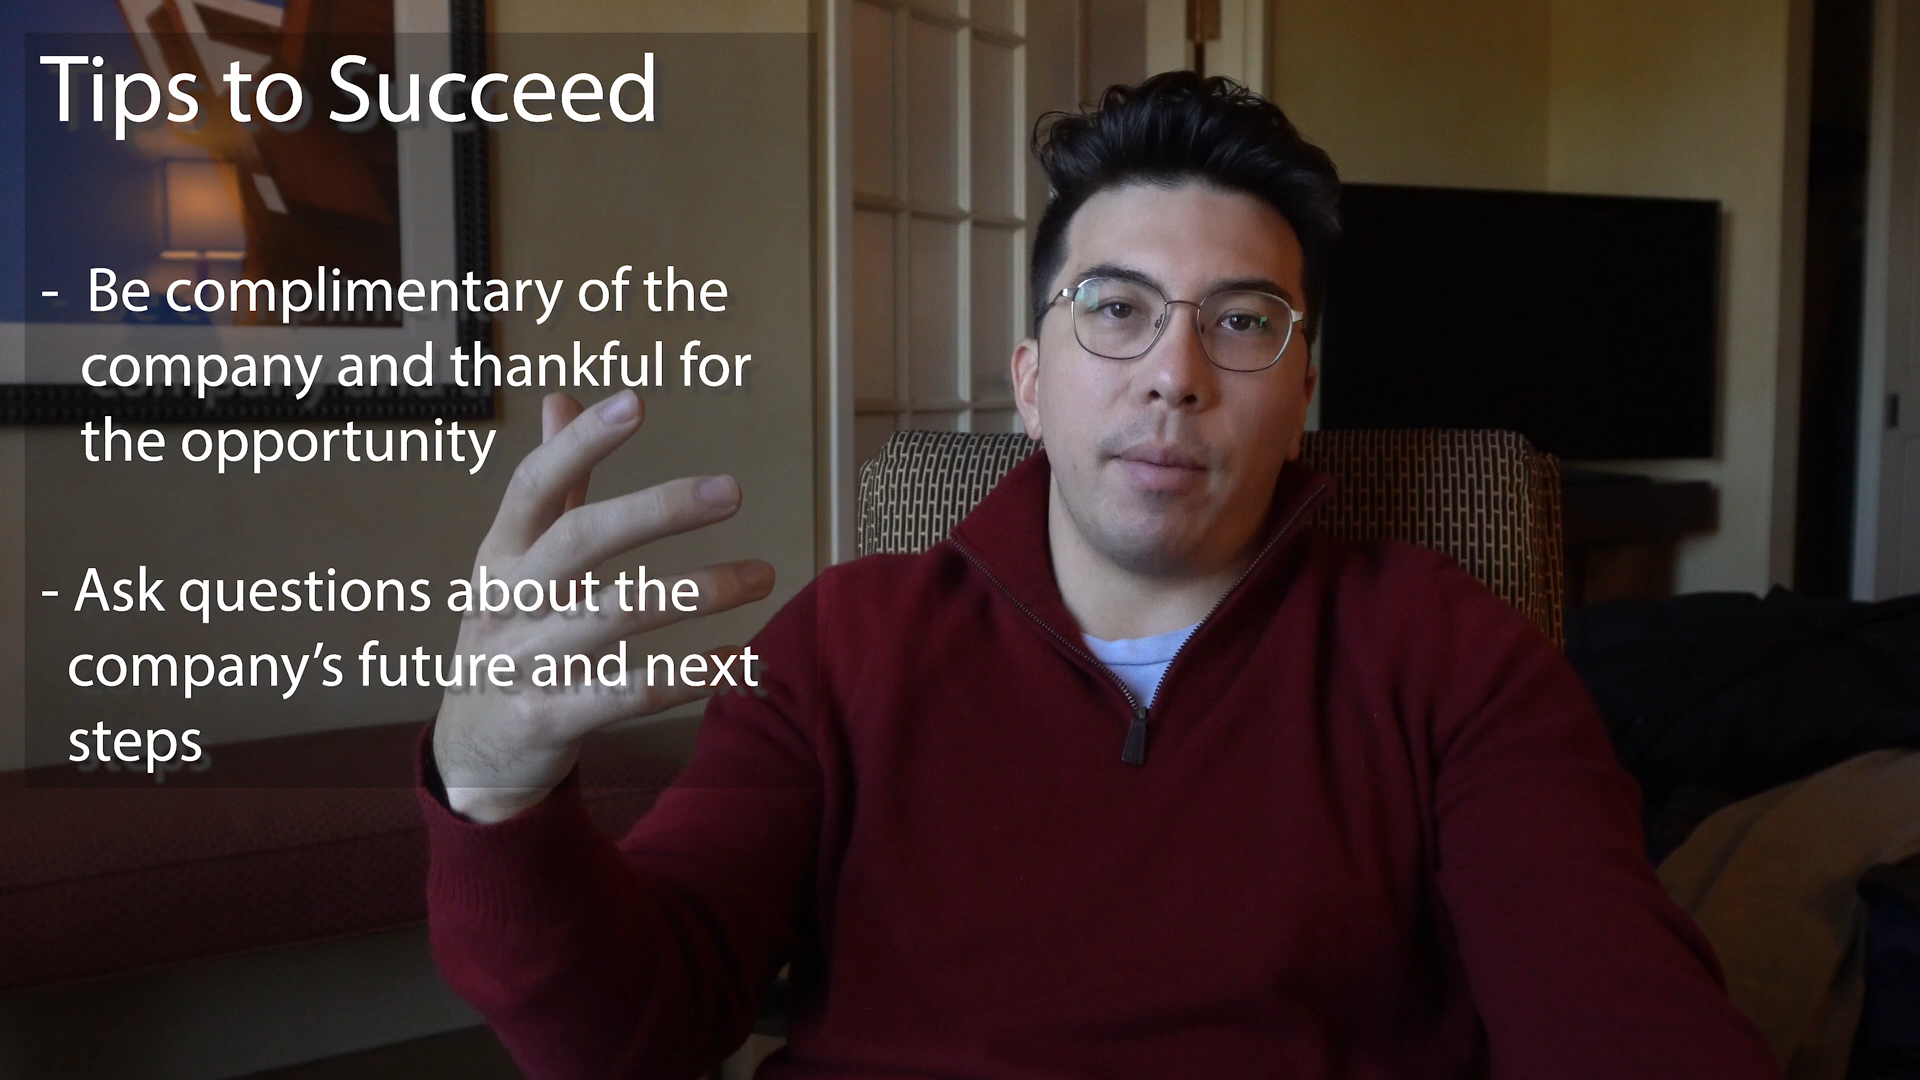 Tips to Succeed
- Be complimentary of the
company and thankful for
the opportunity
- Ask questions about the
company’s future and next
steps